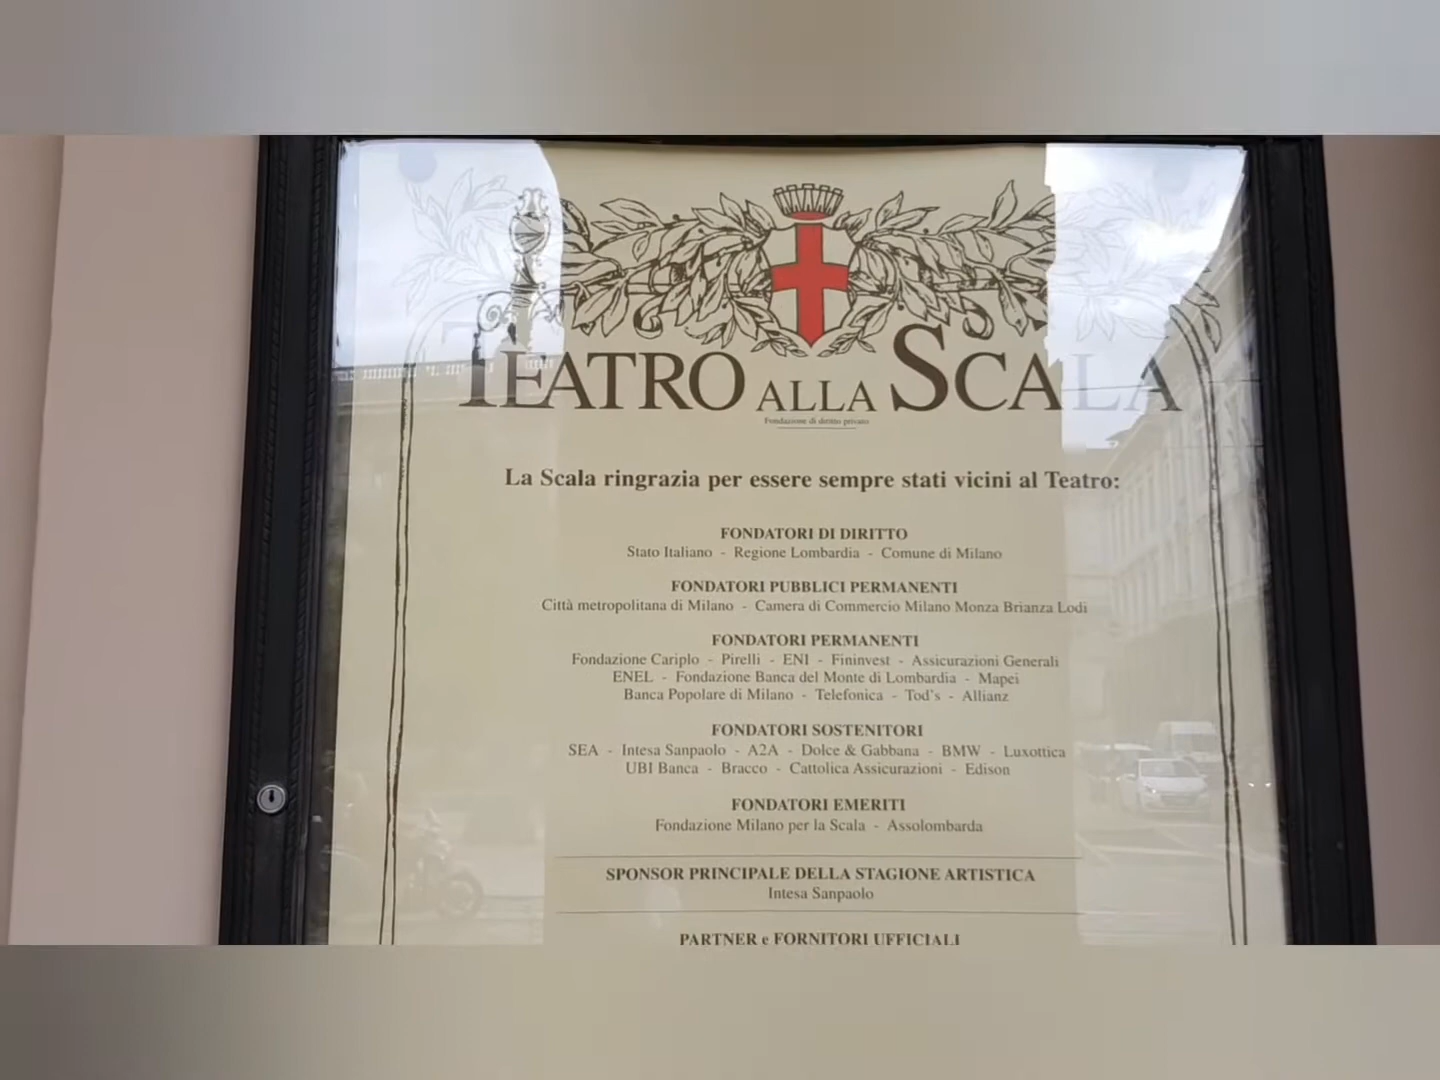 TEATRO ALLA SCALA
Fondazione di diritto privato
La Scala ringrazia per essere sempre stati vicini al Teatro:
FONDATORI DI DIRITTO
Stato Italiano - Regione Lombardia - Comune di Milano
FONDATORI PUBBLICI PERMANENTI
Città metropolitana di Milano - Camera di Commercio Milano Monza Brianza Lodi
FONDATORI PERMANENTI
Fondazione Cariplo - Pirelli - ENI - Fininvest - Assicurazioni Generali
ENEL - Fondazione Banca del Monte di Lombardia - Mapei
Banca Popolare di Milano - Telefonica - Tod's - Allianz
FONDATORI SOSTENITORI
SEA - Intesa Sanpaolo - A2A - Dolce & Gabbana - BMW - Luxottica
UBI Banca - Bracco - Cattolica Assicurazioni - Edison
FONDATORI EMERITI
Fondazione Milano per la Scala - Assolombarda
SPONSOR PRINCIPALE DELLA STAGIONE ARTISTICA
Intesa Sanpaolo
PARTNER e FORNITORI UFFICIALI